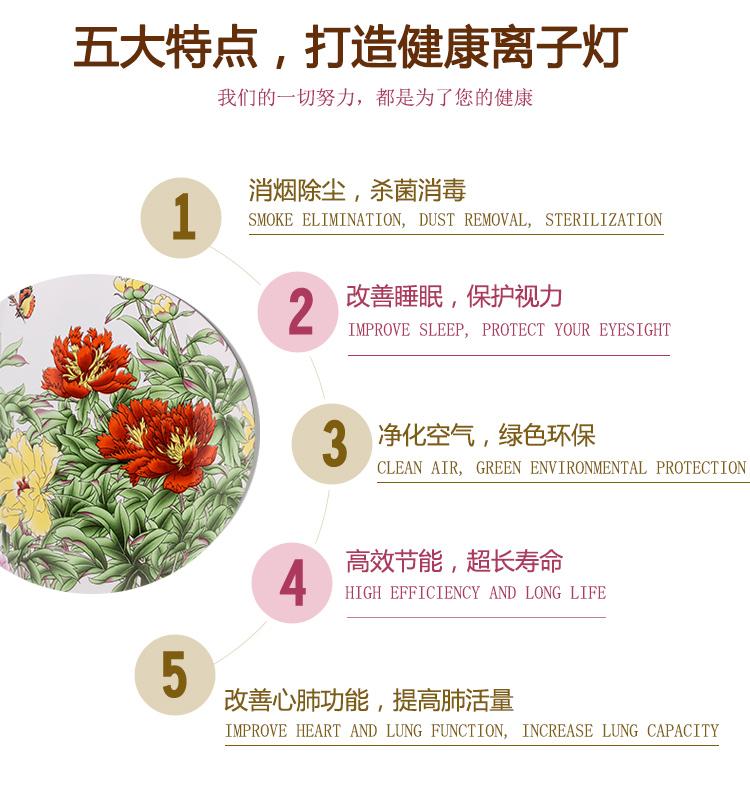 五大特点，打造健康离子灯
我们的一切努力，都是为了您的健康
1
消烟除尘，杀菌消毒
SMOKE ELIMINATION, DUST REMOVAL, STERILIZATION
2
改善睡眠，保护视力
IMPROVE SLEEP, PROTECT YOUR EYESIGHT
3
净化空气，绿色环保
CLEAN AIR, GREEN ENVIRONMENTAL PROTECTION
4
高效节能，超长寿命
HIGH EFFICIENCY AND LONG LIFE
5
改善心肺功能，提高肺活量
IMPROVE HEART AND LUNG FUNCTION, INCREASE LUNG CAPACITY